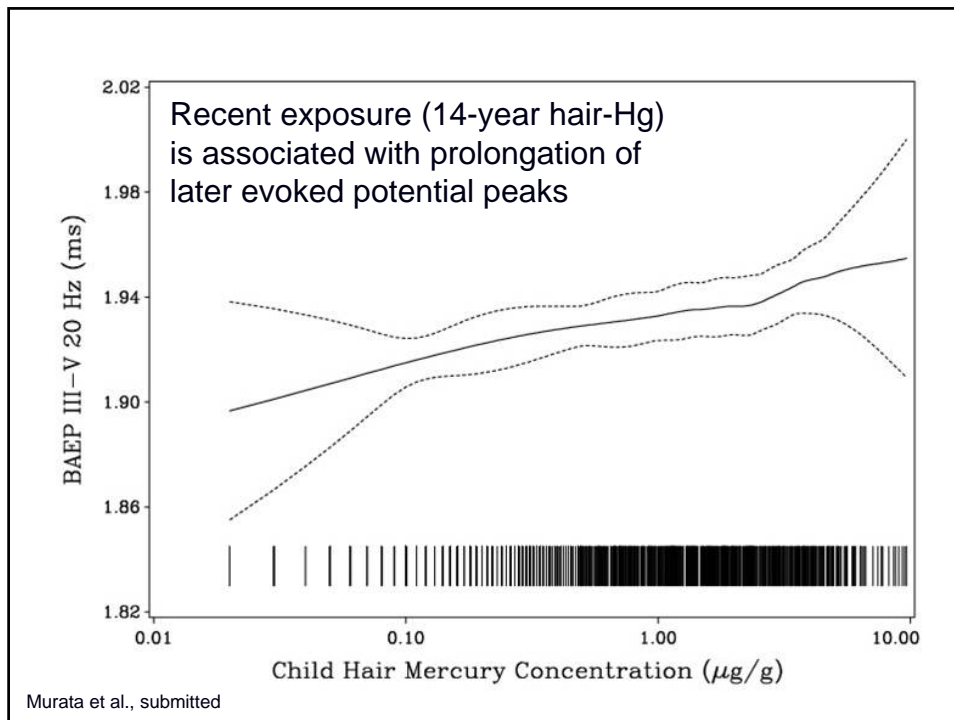 Recent exposure (14-year hair-Hg)
is associated with prolongation of
later evoked potential peaks
BAEP III–V 20 Hz (ms)
2.02
1.98
1.94
1.90
1.86
1.82
0.01
0.10
1.00
10.00
Child Hair Mercury Concentration (μg/g)
Murata et al., submitted